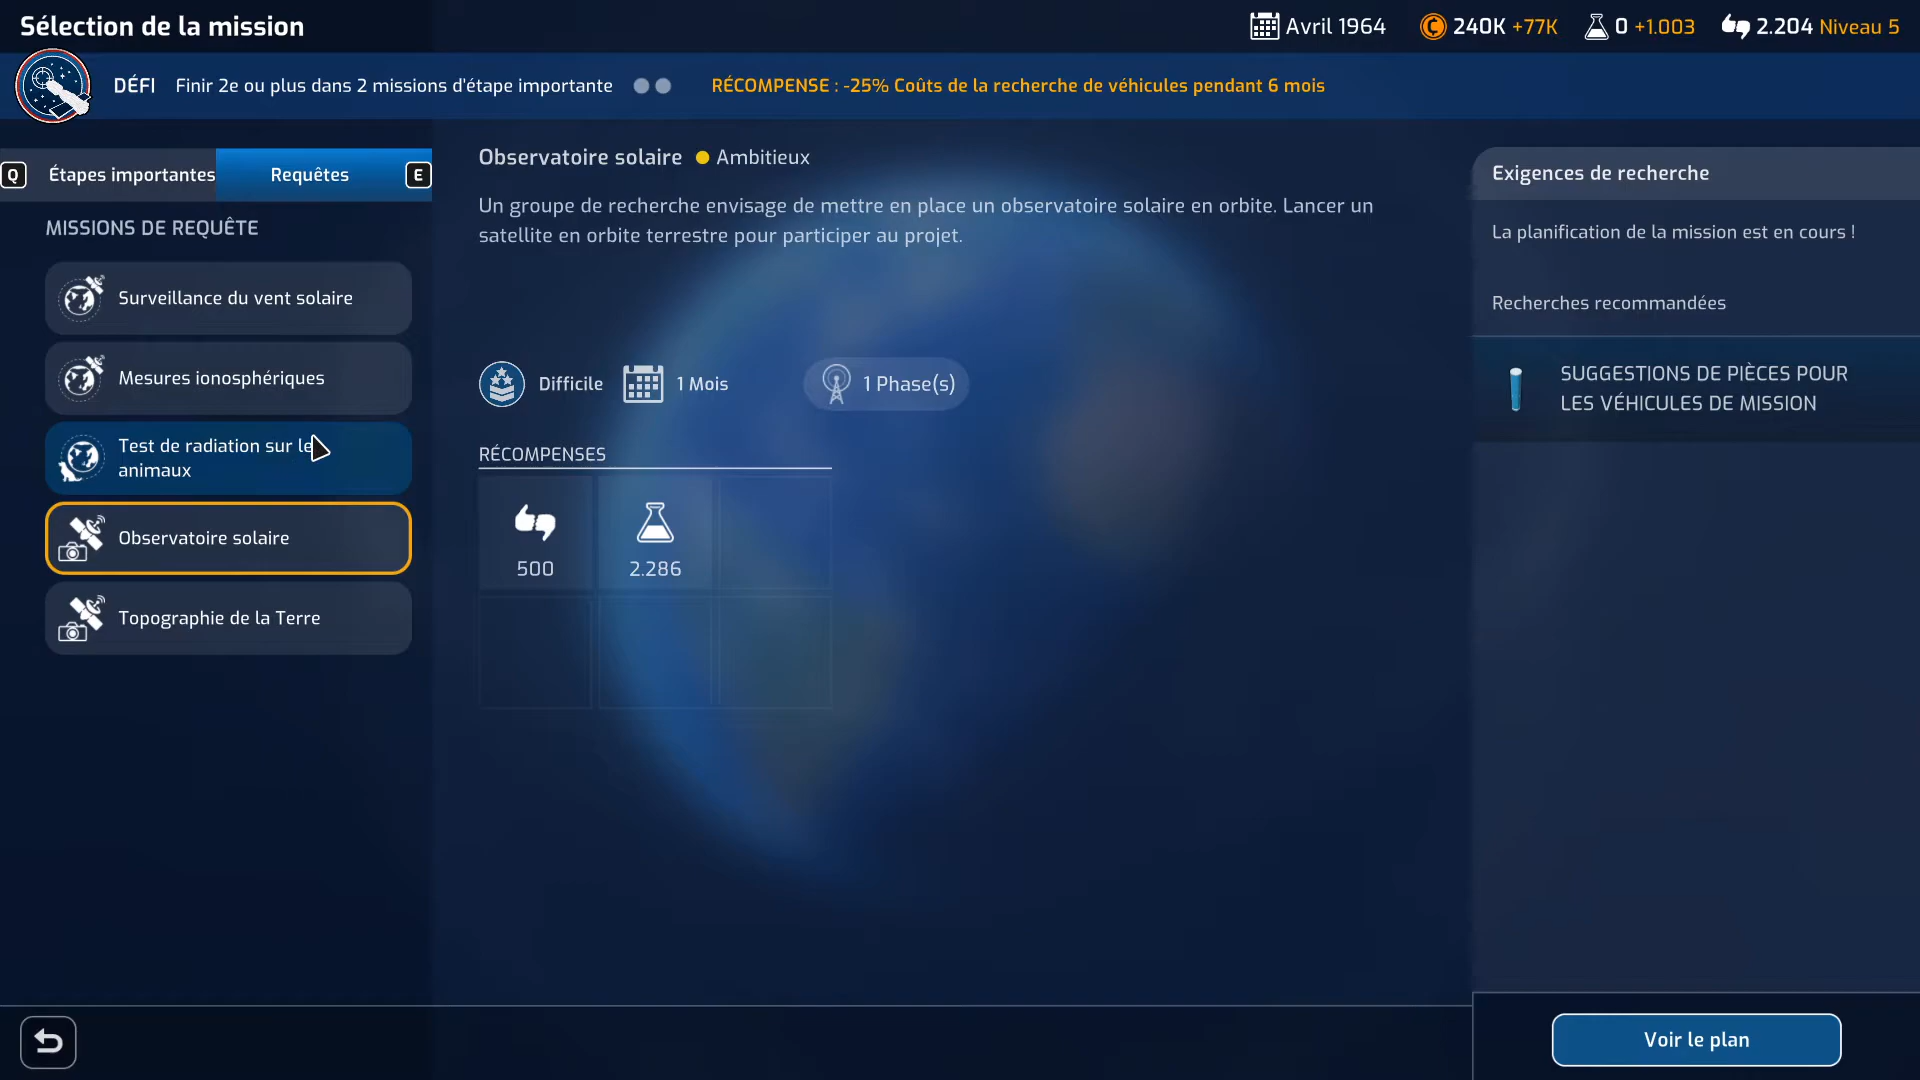 Sélection de la mission
Avril 1964
240K +77K
0 +1.003
2.204 Niveau 5
DÉFI
Finir 2e ou plus dans 2 missions d'étape importante
RÉCOMPENSE : -25% Coûts de la recherche de véhicules pendant 6 mois
Q
Étapes importantes
Requêtes
E
MISSIONS DE REQUÊTE
Surveillance du vent solaire
Mesures ionosphériques
Test de radiation sur le
animaux
Observatoire solaire
Topographie de la Terre
Observatoire solaire
Ambitieux
Un groupe de recherche envisage de mettre en place un observatoire solaire en orbite. Lancer un
satellite en orbite terrestre pour participer au projet.
Difficile
1 Mois
1 Phase(s)
RÉCOMPENSES
500
2.286
Exigences de recherche
La planification de la mission est en cours !
Recherches recommandées
SUGGESTIONS DE PIÈCES POUR
LES VÉHICULES DE MISSION
Voir le plan